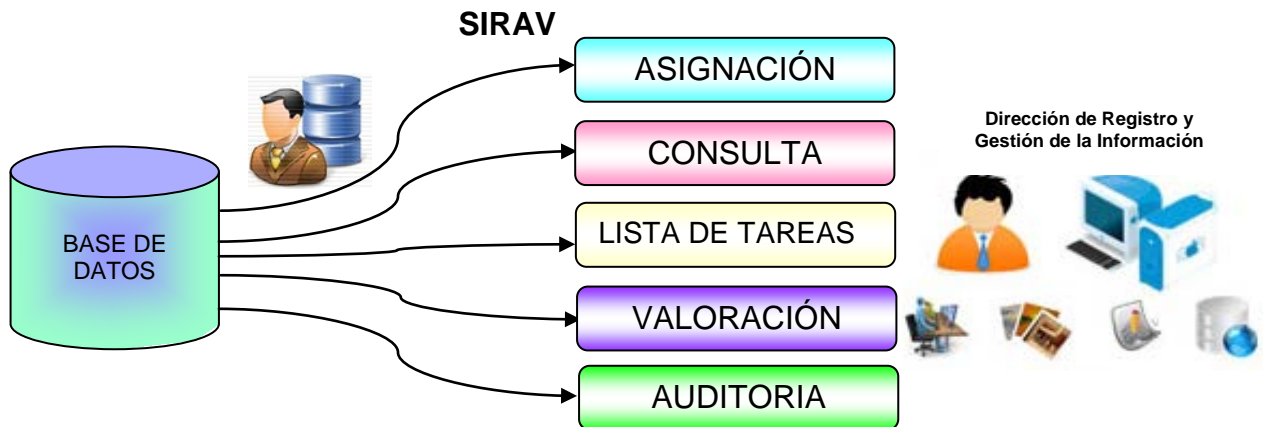 SIRAV
BASE DE
DATOS
ASIGNACIÓN
CONSULTA
LISTA DE TAREAS
VALORACIÓN
AUDITORIA
Dirección de Registro y
Gestión de la Información